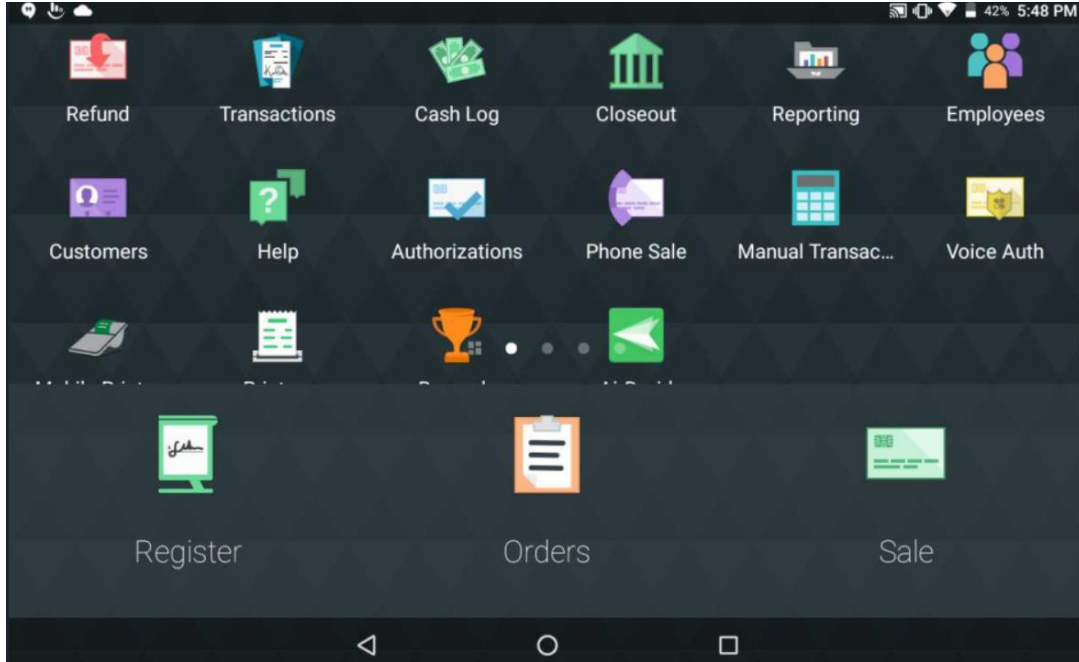 42% 5:48 PM
Refund Transactions Cash Log Closeout Reporting Employees
Customers Help Authorizations Phone Sale Manual Transac... Voice Auth
Register Orders Sale